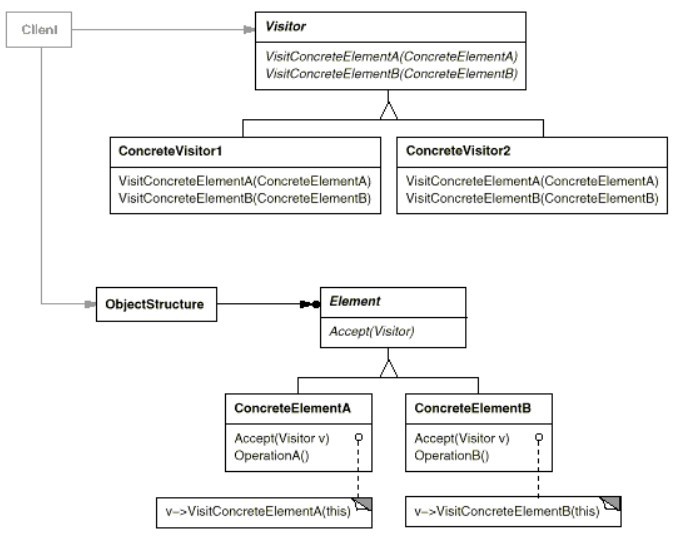 Client
Visitor
VisitConcreteElementA(ConcreteElementA)
VisitConcreteElementB(ConcreteElementB)
ConcreteVisitor1
VisitConcreteElementA(ConcreteElementA)
VisitConcreteElementB(ConcreteElementB)
ConcreteVisitor2
VisitConcreteElementA(ConcreteElementA)
VisitConcreteElementB(ConcreteElementB)
ObjectStructure
Element
Accept(Visitor)
ConcreteElementA
Accept(Visitor v)
OperationA()
ConcreteElementB
Accept(Visitor v)
OperationB()
v–>VisitConcreteElementA(this)
v–>VisitConcreteElementB(this)